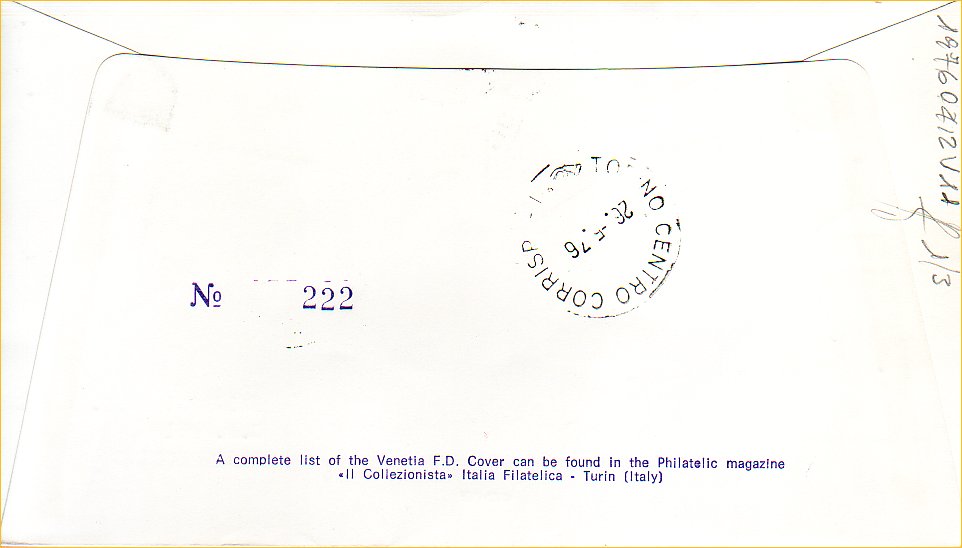 TORINO CENTRO CORRISP
76
Nº 222
A complete list of the Venetia F.D. Cover can be found in the Philatelic magazine
«Il Collezionista» Italia Filatelica - Turin (Italy)